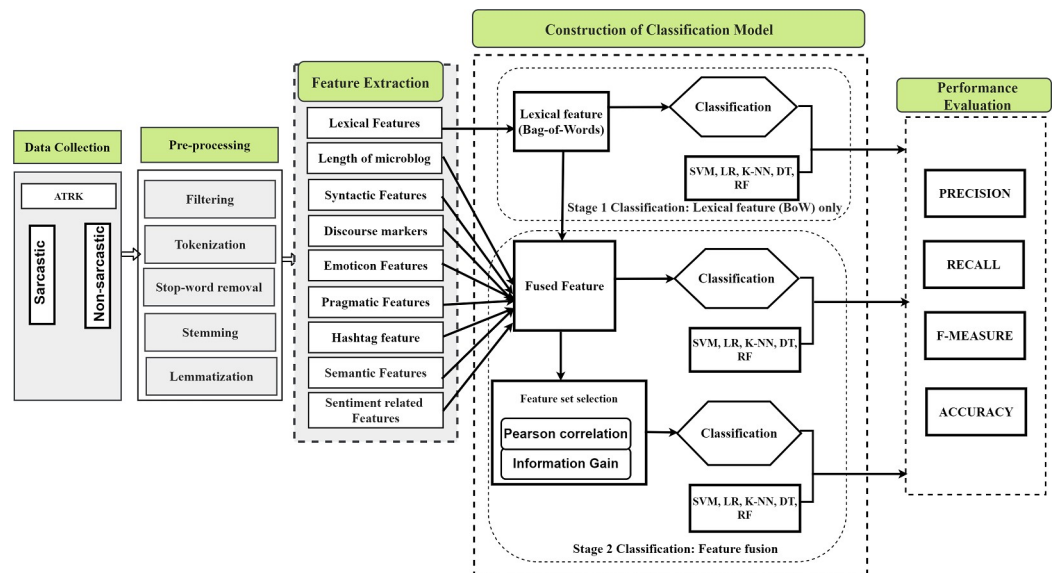 Construction of Classification Model
Feature Extraction
Performance
Evaluation
Data Collection
Pre-processing
ATRK
Sarcastic
Non-sarcastic
Filtering
Tokenization
Stop-word removal
Stemming
Lemmatization
Lexical Features
Length of microblog
Syntactic Features
Discourse markers
Emoticon Features
Pragmatic Features
Hashtag feature
Semantic Features
Sentiment related
Features
Lexical feature
(Bag-of-Words)
Classification
SVM, LR, K-NN, DT,
RF
Stage 1 Classification: Lexical feature (BoW) only
Fused Feature
Classification
SVM, LR, K-NN, DT,
RF
Feature set selection
Pearson correlation
Information Gain
Classification
SVM, LR, K-NN, DT,
RF
Stage 2 Classification: Feature fusion
PRECISION
RECALL
F-MEASURE
ACCURACY